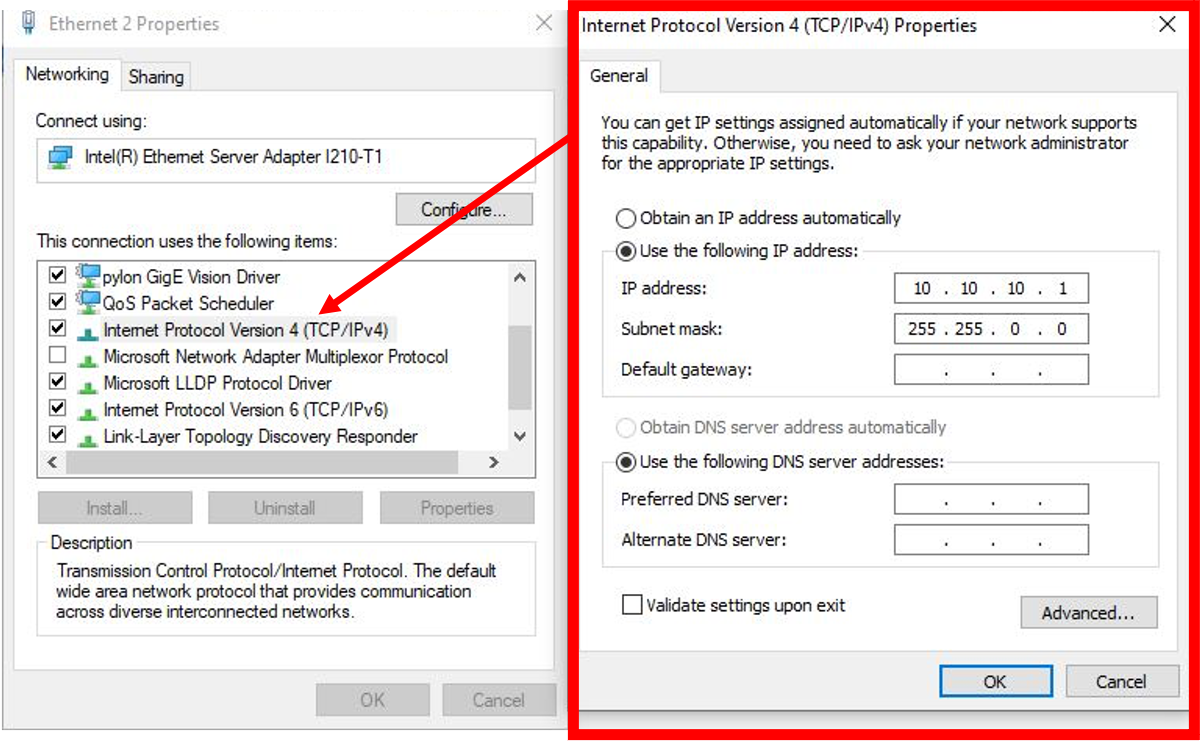 Ethernet 2 Properties
Networking
Sharing
Connect using:
Intel(R) Ethernet Server Adapter I210-T1
Configure...
This connection uses the following items:
pylon GigE Vision Driver
QoS Packet Scheduler
Internet Protocol Version 4 (TCP/IPv4)
Microsoft Network Adapter Multiplexor Protocol
Microsoft LLDP Protocol Driver
Internet Protocol Version 6 (TCP/IPv6)
Link-Layer Topology Discovery Responder
Install...
Uninstall
Properties
Description
Transmission Control Protocol/Internet Protocol. The default
wide area network protocol that provides communication
across diverse interconnected networks.
OK
Cancel
Internet Protocol Version 4 (TCP/IPv4) Properties
General
You can get IP settings assigned automatically if your network supports
this capability. Otherwise, you need to ask your network administrator
for the appropriate IP settings.
Obtain an IP address automatically
Use the following IP address:
IP address: 10 . 10 . 10 . 1
Subnet mask: 255 . 255 . 0 . 0
Default gateway: . . .
Obtain DNS server address automatically
Use the following DNS server addresses:
Preferred DNS server: . . .
Alternate DNS server: . . .
Validate settings upon exit
Advanced...
OK
Cancel